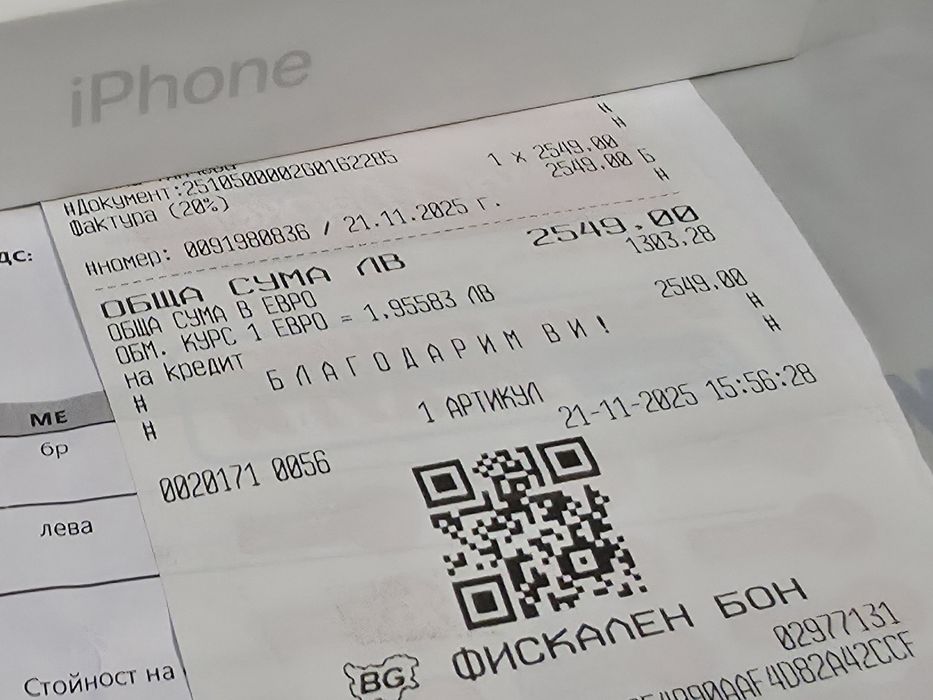 iPhone
#
#
1 x 2549.00
#Документ:251050000260162285 2549.00 Б
Фактура (20%) #
#номер: 0091980836 / 21.11.2025 г.
ОБЩА СУМА ЛВ 2549.00
ОБЩА СУМА В ЕВРО 1303.28
ОБМ. КУРС 1 ЕВРО = 1.95583 ЛВ
на кредит 2549.00
# БЛАГОДАРИМ ВИ! #
# #
1 АРТИКУЛ
0020171 0056 21-11-2025 15:56:28
BG ФИСКАЛЕН БОН
02977131
ДС:
МЕ
бр
лева
Стойност на